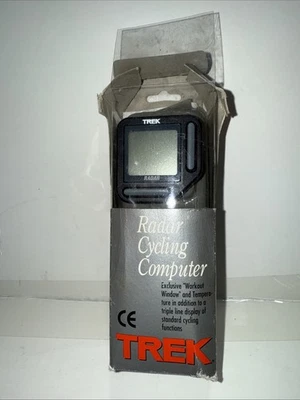 TREK
RADAR
Radar
Cycling
Computer
Exclusive "Workout
Window" and Tempera-
ture in addition to a
triple line display of
standard cycling
functions.
CE
TREK